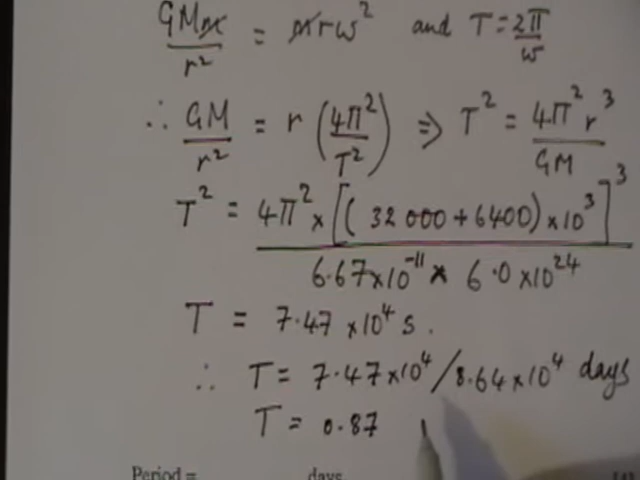 GMm/r² = mrω² and T = 2π/ω
∴ GM/r² = r (4π²/T²) ⇒ T² = 4π²r³/GM
T² = 4π² × [(32000 + 6400) × 10³]³ / 6.67×10⁻¹¹ × 6.0×10²⁴
T = 7.47 ×10⁴ s.
∴ T = 7.47×10⁴ / 8.64×10⁴ days
T = 0.87
Period = days